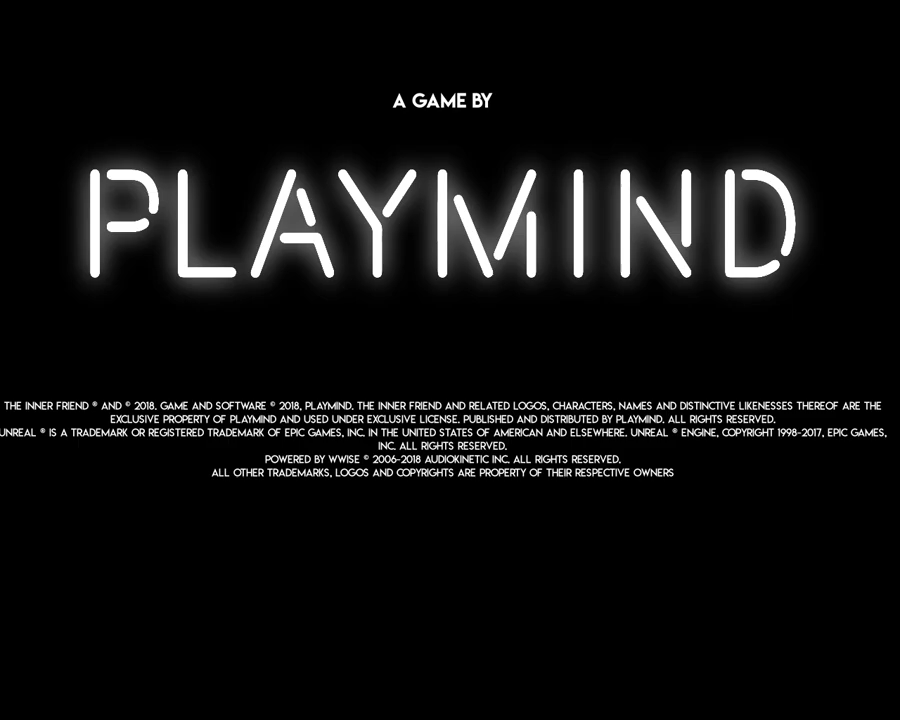 A GAME BY
PLAYMIND
THE INNER FRIEND ® AND © 2018. GAME AND SOFTWARE © 2018, PLAYMIND. THE INNER FRIEND AND RELATED LOGOS, CHARACTERS, NAMES AND DISTINCTIVE LIKENESSES THEREOF ARE THE
EXCLUSIVE PROPERTY OF PLAYMIND AND USED UNDER EXCLUSIVE LICENSE. PUBLISHED AND DISTRIBUTED BY PLAYMIND. ALL RIGHTS RESERVED.
UNREAL ® IS A TRADEMARK OR REGISTERED TRADEMARK OF EPIC GAMES, INC. IN THE UNITED STATES OF AMERICAN AND ELSEWHERE. UNREAL ® ENGINE, COPYRIGHT 1998-2017, EPIC GAMES,
INC. ALL RIGHTS RESERVED.
POWERED BY WWISE © 2006-2018 AUDIOKINETIC INC. ALL RIGHTS RESERVED.
ALL OTHER TRADEMARKS, LOGOS AND COPYRIGHTS ARE PROPERTY OF THEIR RESPECTIVE OWNERS